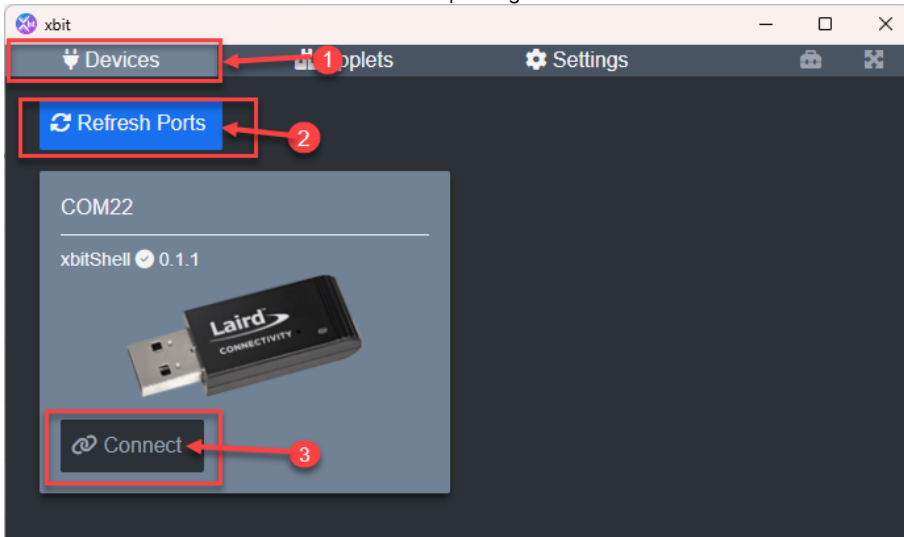 xbit
Devices 1 pplets Settings
Refresh Ports
2
COM22
xbitShell 0.1.1
Laird
CONNECTIVITY
Connect
3